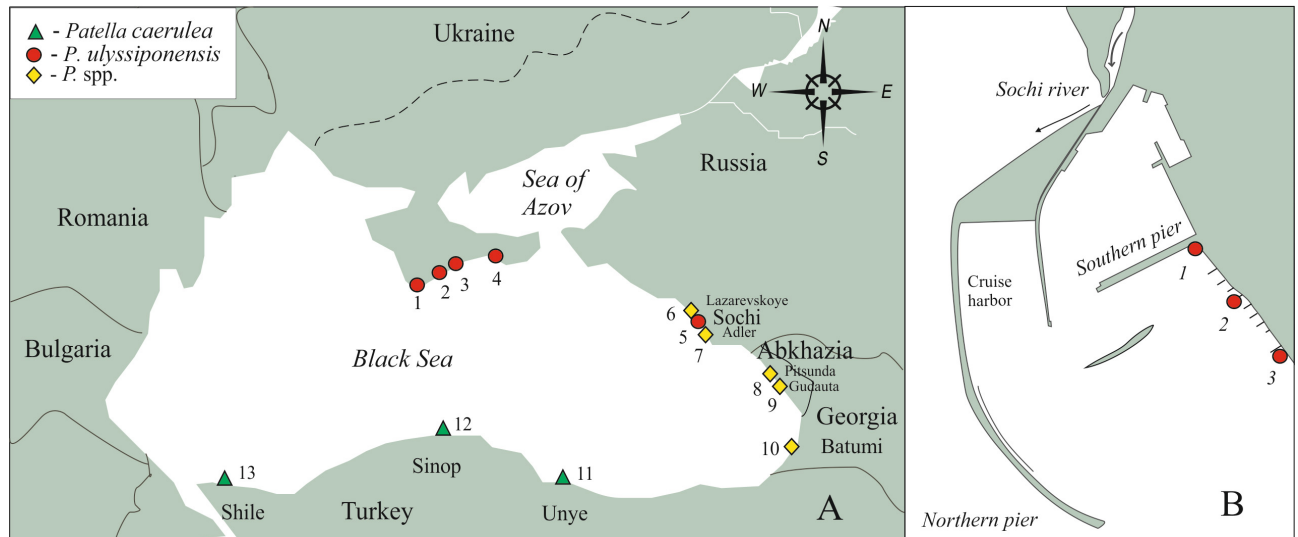 - Patella caerulea
- P. ulyssiponensis
- P. spp.
Ukraine
N
W
E
S
Russia
Sea of
Azov
Romania
1
2
3
4
Lazarevskoye
6
Sochi
5
Adler
7
Bulgaria
Black Sea
Abkhazia
Pitsunda
8
Gudauta
9
Georgia
10
Batumi
12
Sinop
13
11
Shile
Turkey
Unye
A
Sochi river
Southern pier
1
Cruise
harbor
2
3
Northern pier
B